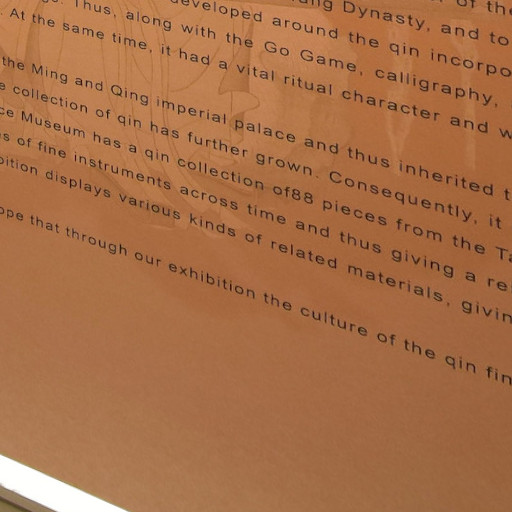 Dynasty, and to
Thus, along with the Go Game, calligraphy,
developed around the qin incorpo
At the same time, it had a vital ritual character and w
the Ming and Qing imperial palace and thus inherited t
e collection of qin has further grown. Consequently, it
ce Museum has a qin collection of88 pieces from the Ta
s of fine instruments across time and thus giving a re
bition displays various kinds of related materials, givin
ope that through our exhibition the culture of the qin fin